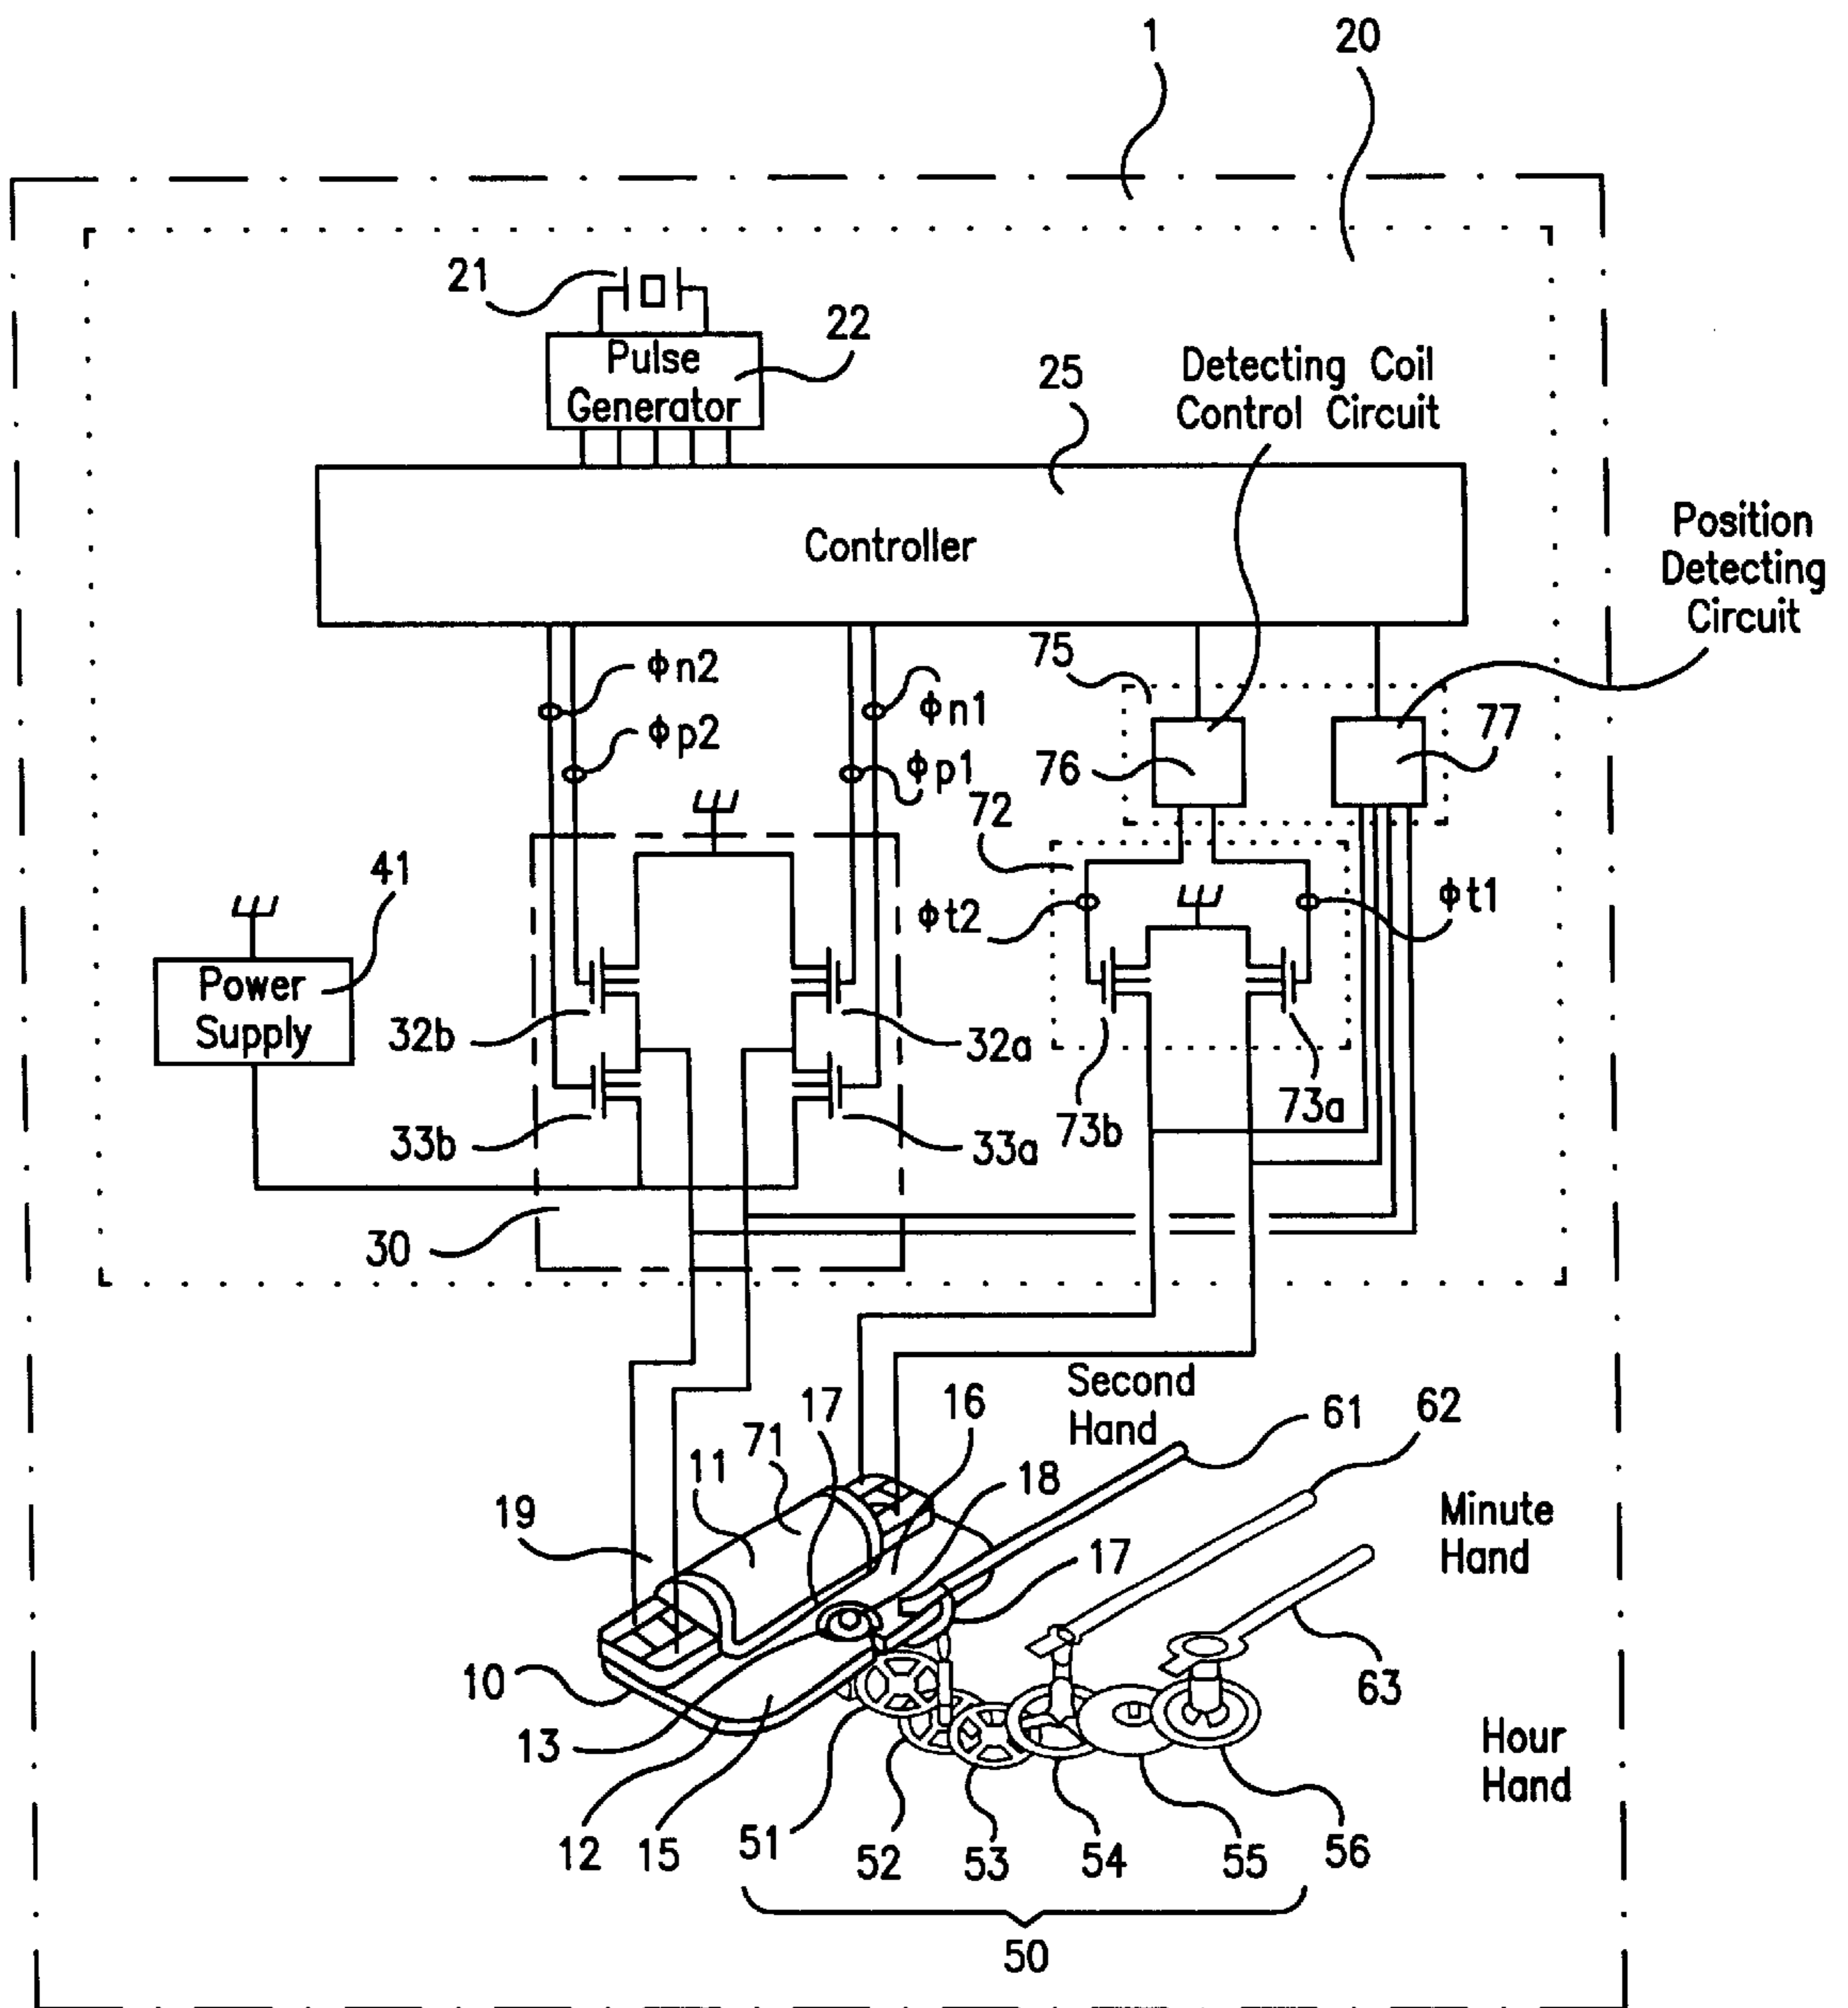 1
20
21
22
Pulse
Generator
25
Detecting Coil
Control Circuit
Controller
Position
Detecting
Circuit
ϕn2
ϕn1
75
ϕp2
ϕp1
76
77
72
41
ϕt2
ϕt1
Power
Supply
32b
32a
73b
73a
33b
33a
30
Second
Hand
17
16
61
62
71
11
18
19
17
Minute
Hand
10
63
13
Hour
Hand
12
15
51
52
53
54
55
56
50